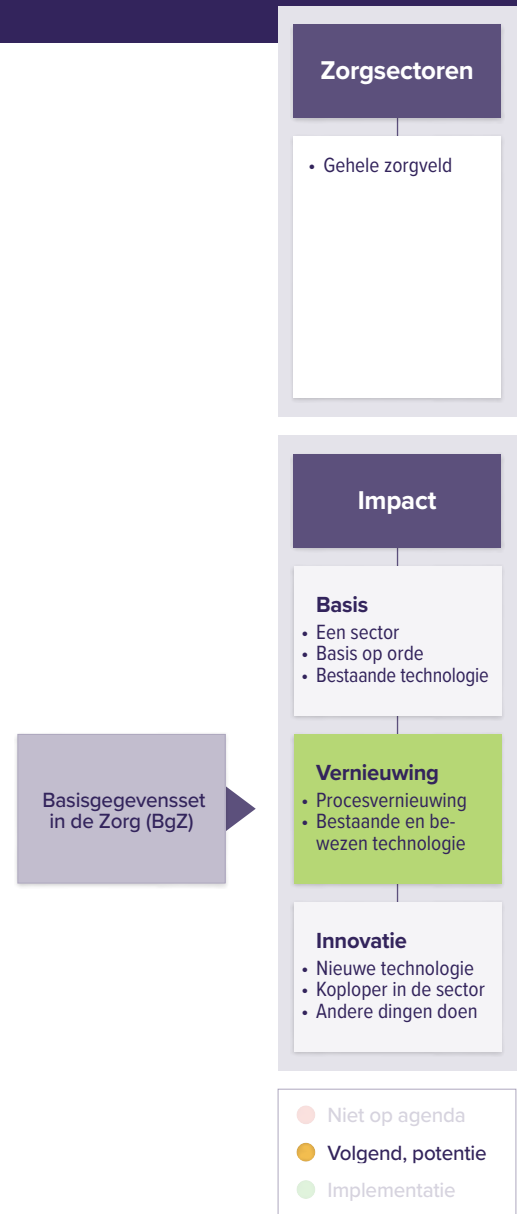 Zorgsectoren
• Gehele zorgveld
Impact
Basis
• Een sector
• Basis op orde
• Bestaande technologie
Basisgegevensset
in de Zorg (BgZ)
Vernieuwing
• Procesvernieuwing
• Bestaande en be-
wezen technologie
Innovatie
• Nieuwe technologie
• Koploper in de sector
• Andere dingen doen
Niet op agenda
Volgend, potentie
Implementatie